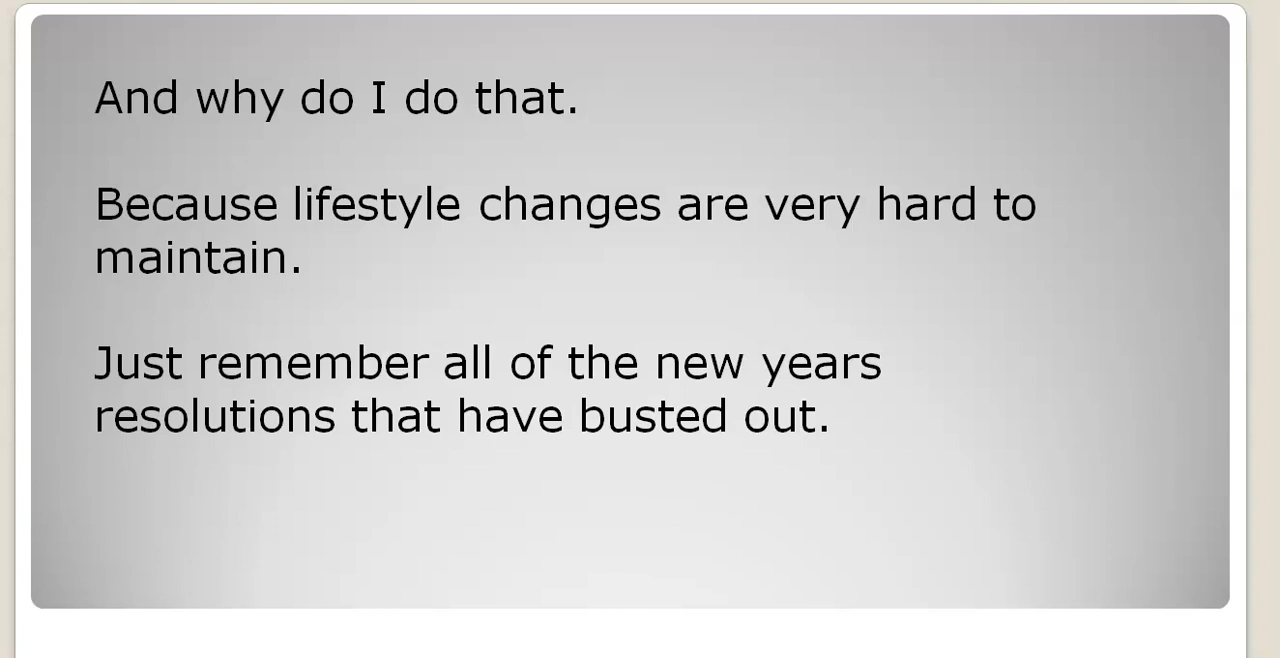 And why do I do that.
Because lifestyle changes are very hard to
maintain.
Just remember all of the new years
resolutions that have busted out.